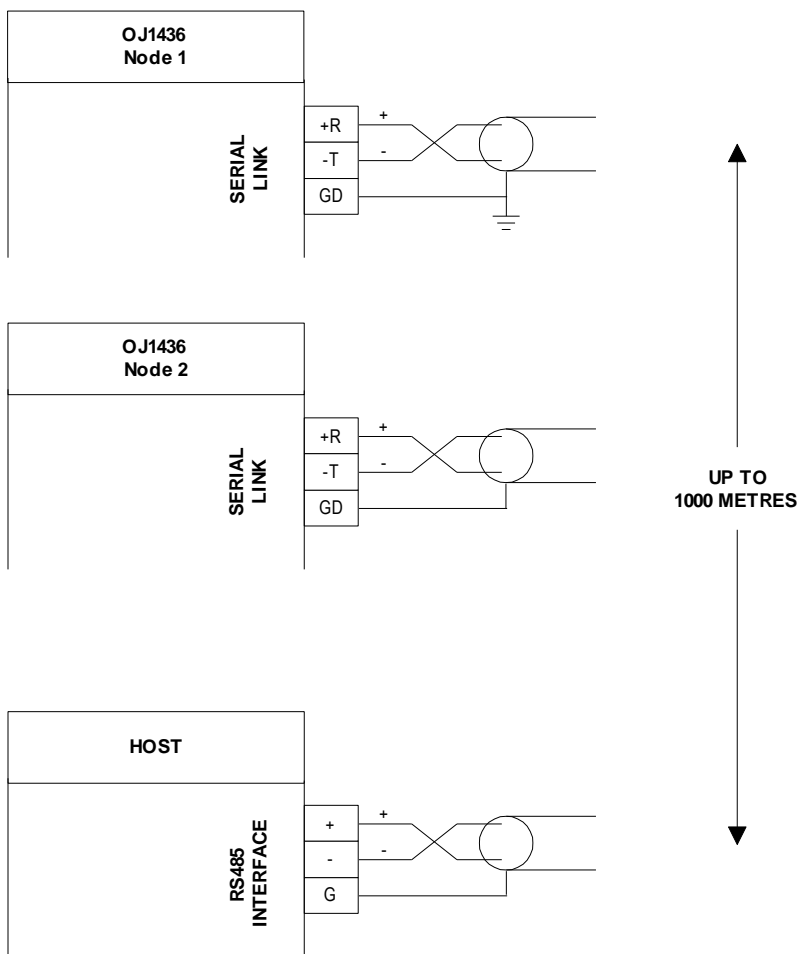 OJ1436
Node 1
SERIAL
LINK
+R
-T
GD
+
-
OJ1436
Node 2
SERIAL
LINK
+R
-T
GD
+
-
UP TO
1000 METRES
HOST
RS485
INTERFACE
+
-
G
+
-